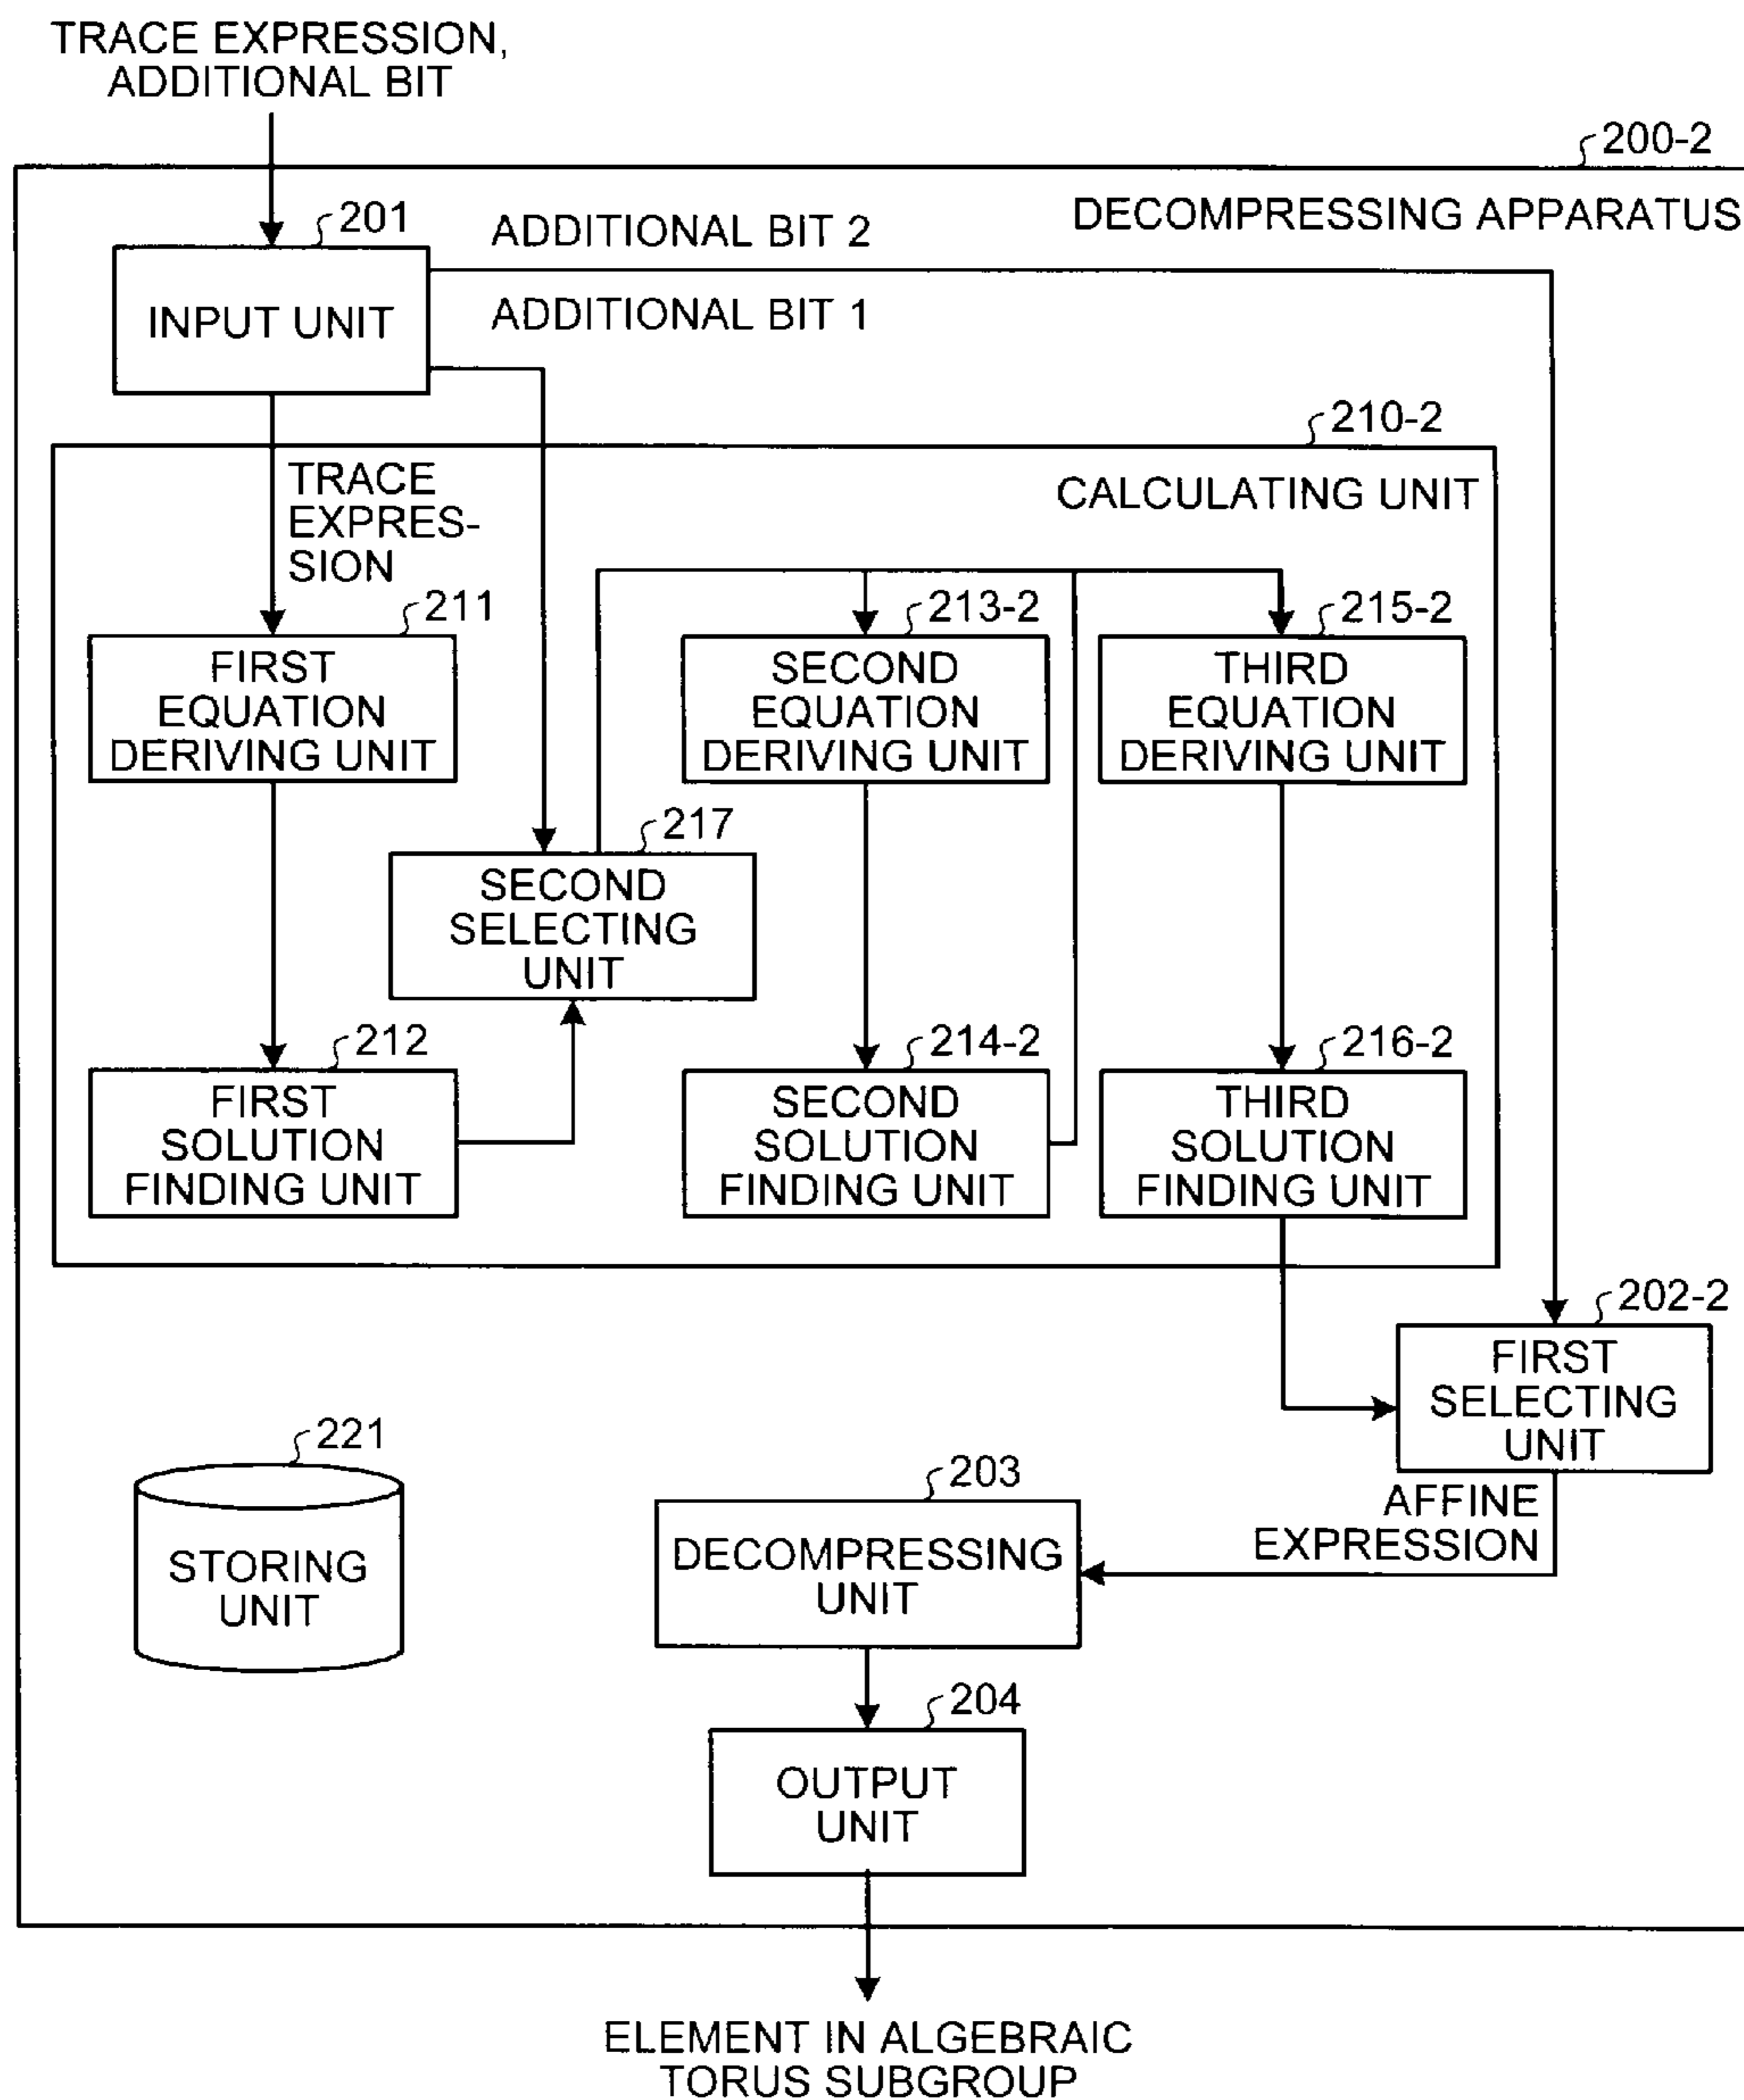 TRACE EXPRESSION,
ADDITIONAL BIT
200-2
DECOMPRESSING APPARATUS
201
INPUT UNIT
ADDITIONAL BIT 2
ADDITIONAL BIT 1
210-2
CALCULATING UNIT
TRACE
EXPRES-
SION
211
FIRST
EQUATION
DERIVING UNIT
213-2
SECOND
EQUATION
DERIVING UNIT
215-2
THIRD
EQUATION
DERIVING UNIT
217
SECOND
SELECTING
UNIT
212
FIRST
SOLUTION
FINDING UNIT
214-2
SECOND
SOLUTION
FINDING UNIT
216-2
THIRD
SOLUTION
FINDING UNIT
202-2
FIRST
SELECTING
UNIT
AFFINE
EXPRESSION
221
STORING
UNIT
203
DECOMPRESSING
UNIT
204
OUTPUT
UNIT
ELEMENT IN ALGEBRAIC
TORUS SUBGROUP